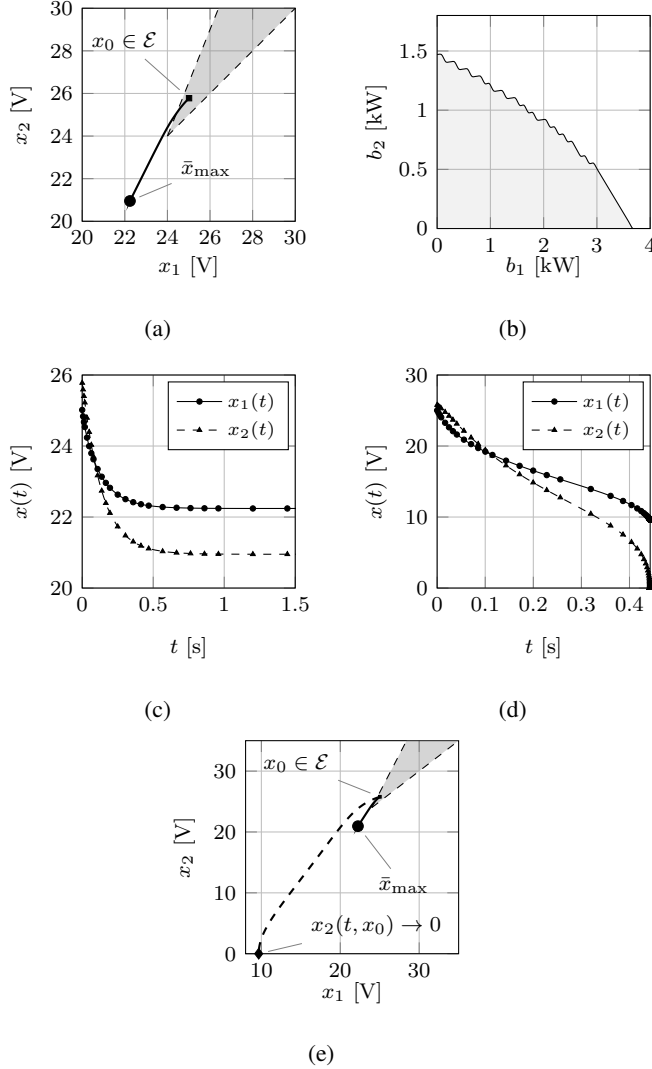 30
28
26
24
22
20
20 22 24 26 28 30
x₂ [V]
x₁ [V]
x₀ ∈ ℰ
x̄max
(a)
1.5
1
0.5
0
0 1 2 3 4
b₂ [kW]
b₁ [kW]
(b)
26
24
22
20
0 0.5 1 1.5
x(t) [V]
t [s]
x₁(t)
x₂(t)
(c)
30
20
10
0
0 0.1 0.2 0.3 0.4
x(t) [V]
t [s]
x₁(t)
x₂(t)
(d)
30
20
10
0
10 20 30
x₂ [V]
x₁ [V]
x₀ ∈ ℰ
x̄max
x₂(t, x₀) → 0
(e)